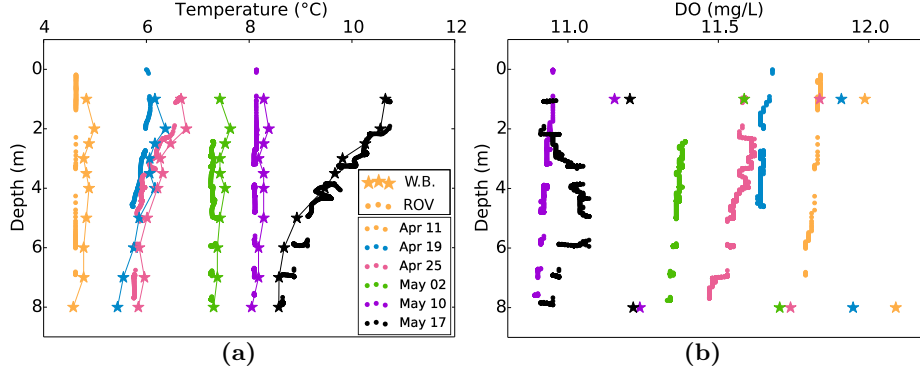 Temperature (°C)
4 6 8 10 12
Depth (m)
0
2
4
6
8
W.B.
ROV
Apr 11
Apr 19
Apr 25
May 02
May 10
May 17
(a)
DO (mg/L)
11.0 11.5 12.0
Depth (m)
0
2
4
6
8
(b)